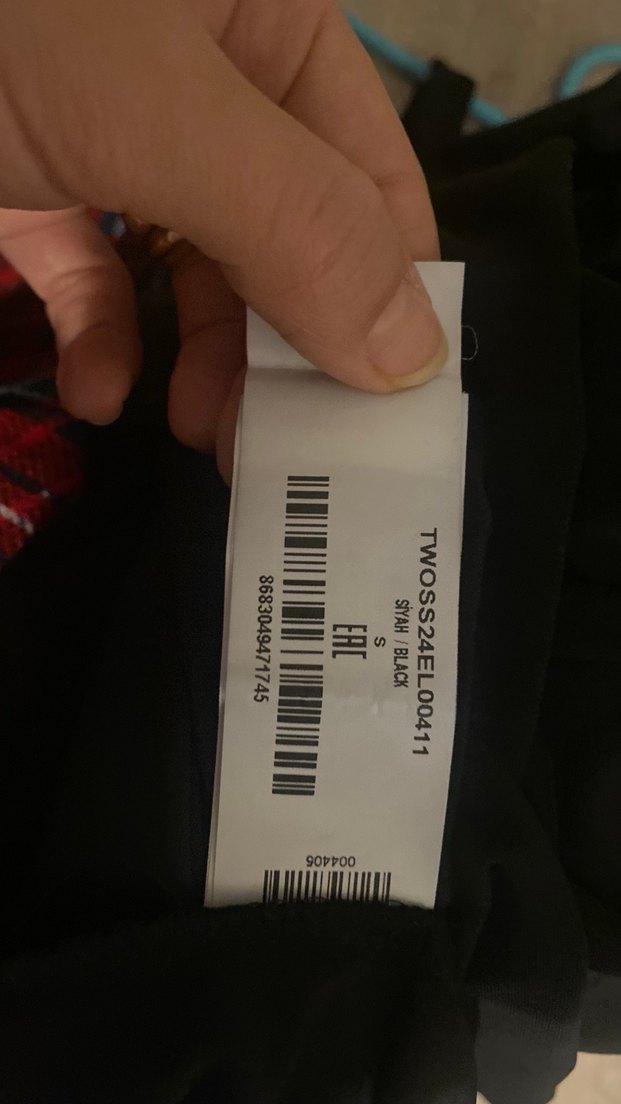 TWOSS24EL00411
SİYAH / BLACK
S
EAC
8683049471745
004406